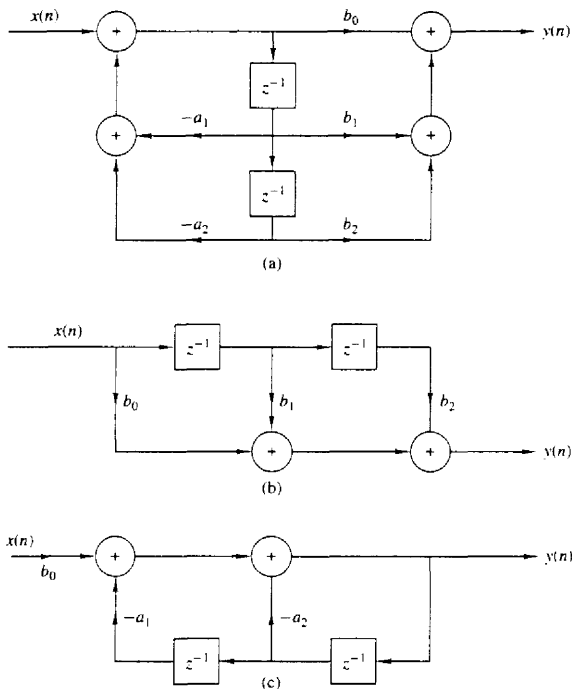 x(n) + b₀ + y(n)
z⁻¹
+ −a₁ b₁ +
z⁻¹
−a₂ b₂
(a)
x(n) z⁻¹ z⁻¹
b₀ b₁ b₂
+ + y(n)
(b)
x(n) + + y(n)
b₀
−a₁ −a₂
z⁻¹ z⁻¹
(c)